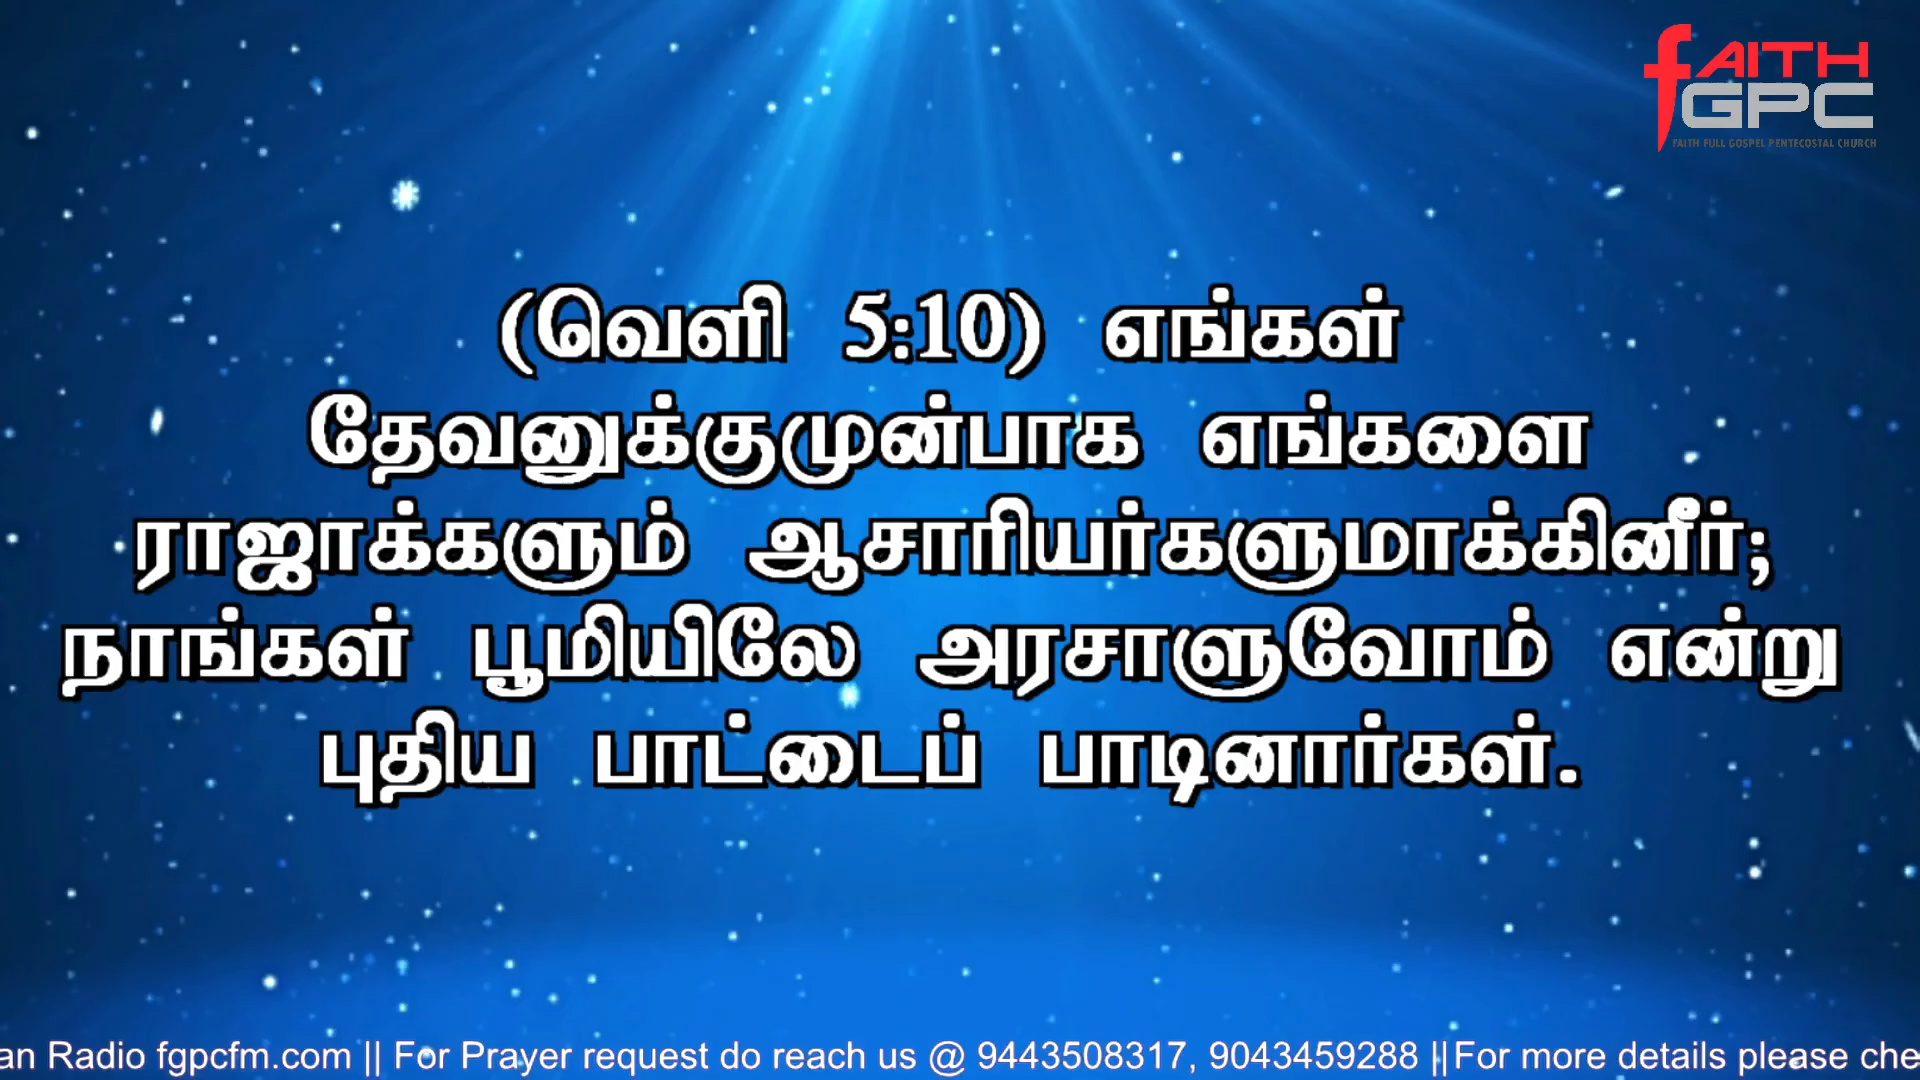 FAITH
GPC
FAITH FULL GOSPEL PENTECOSTAL CHURCH
(வெளி 5:10) எங்கள்
தேவனுக்குமுன்பாக எங்களை
ராஜாக்களும் ஆசாரியர்களுமாக்கினீர்;
நாங்கள் பூமியிலே அரசாளுவோம் என்று
புதிய பாட்டைப் பாடினார்கள்.
an Radio fgpcfm.com || For Prayer request do reach us @ 9443508317, 9043459288 ||For more details please che